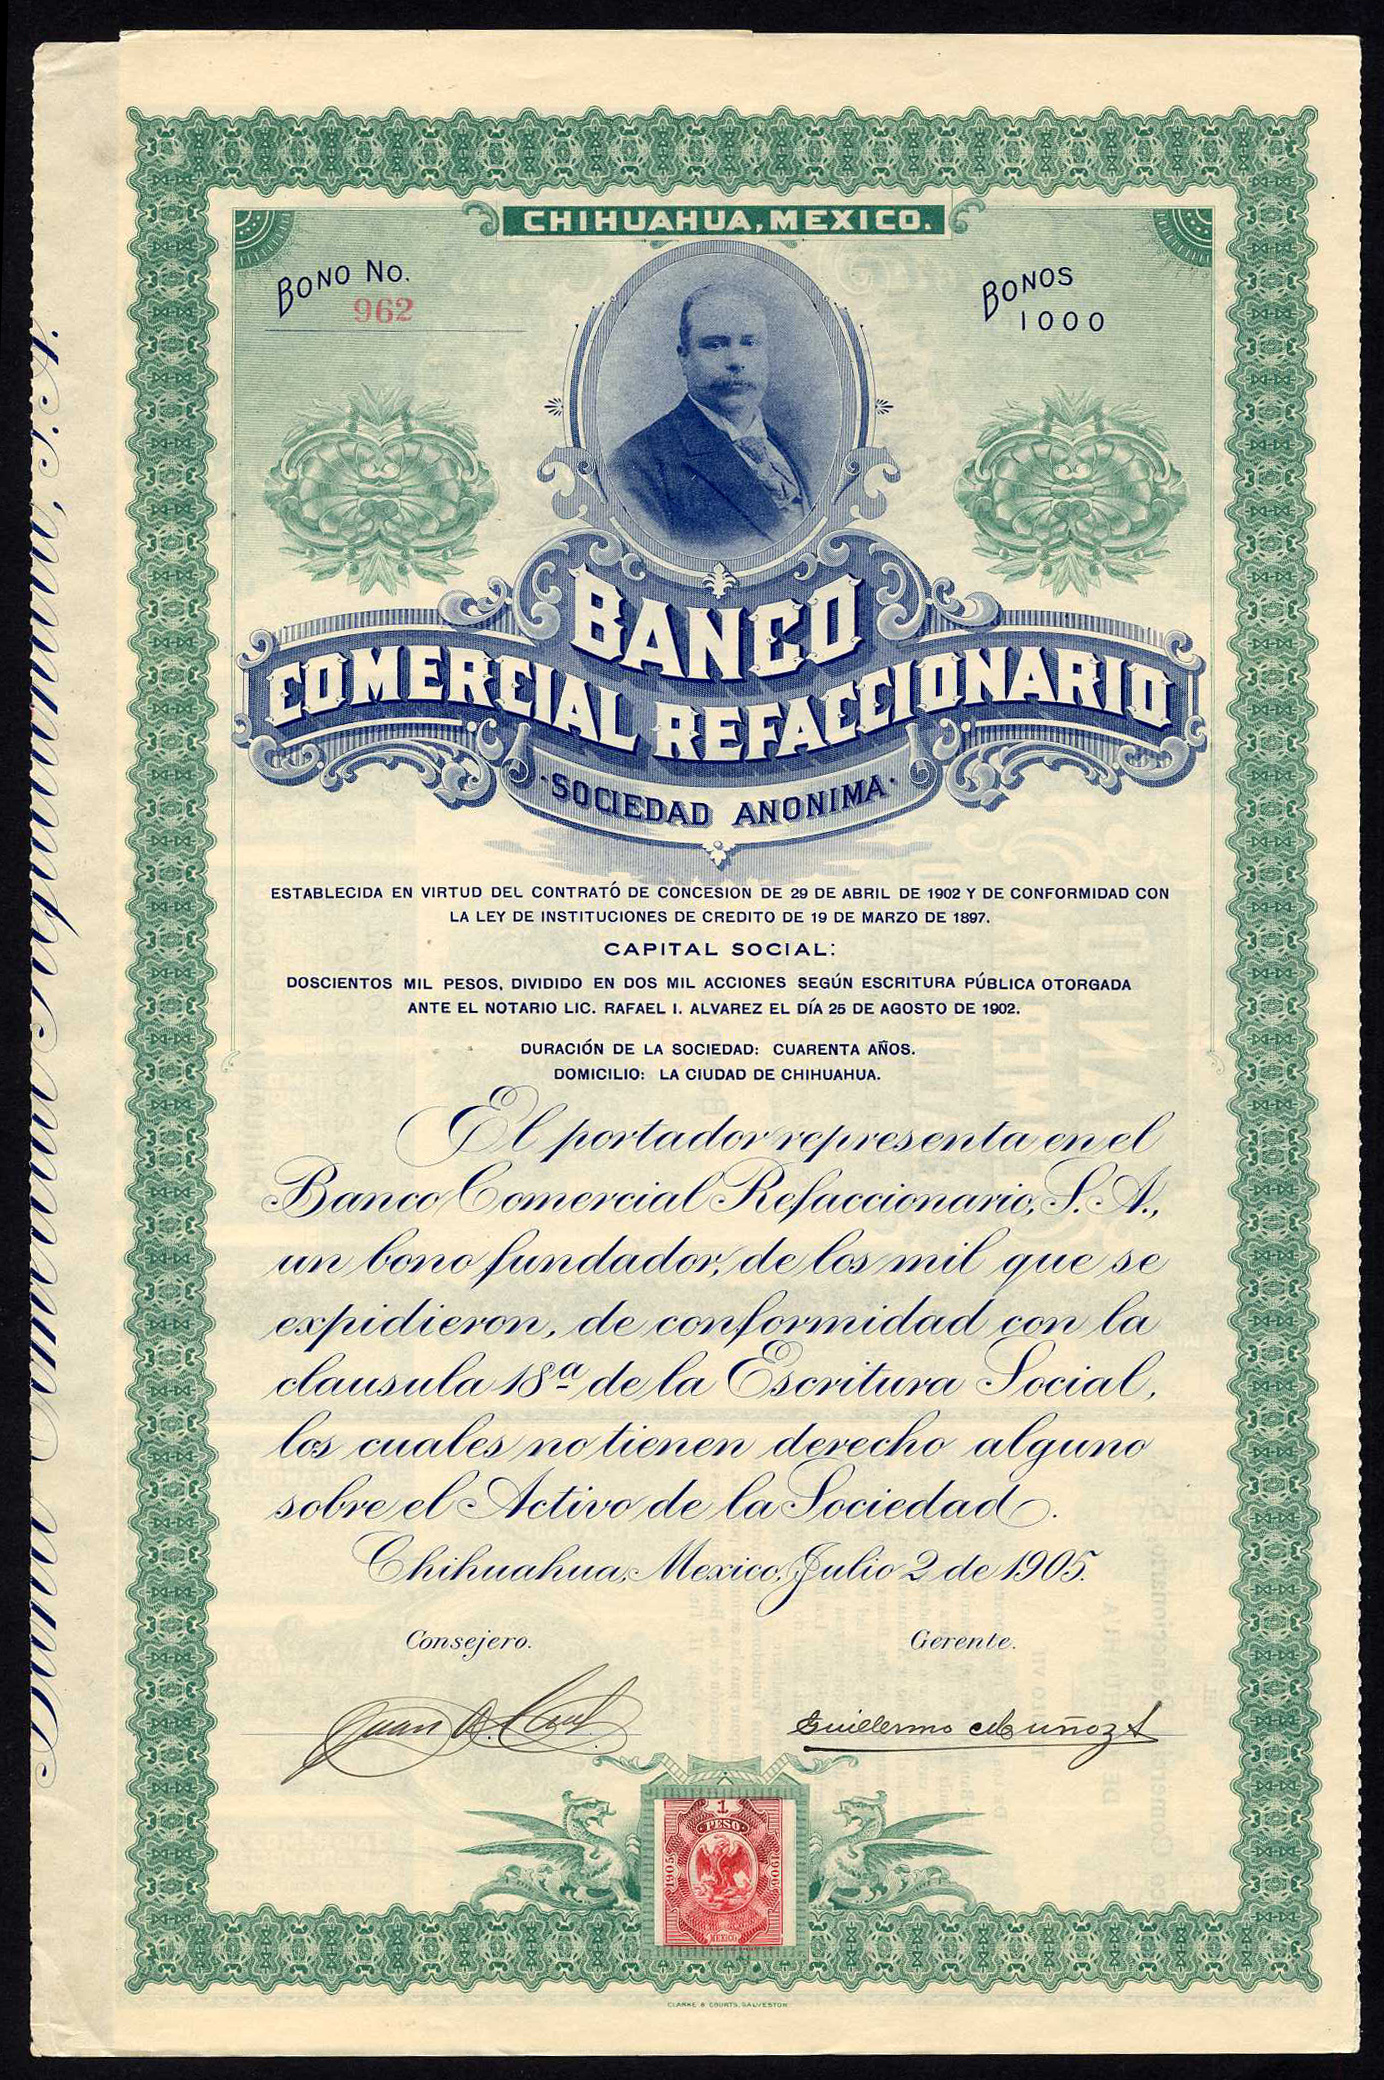 CHIHUAHUA, MEXICO.
BONO No.
962
BONOS
1000
BANCO
COMERCIAL REFACCIONARIO
·SOCIEDAD ANONIMA·
ESTABLECIDA EN VIRTUD DEL CONTRATÓ DE CONCESION DE 29 DE ABRIL DE 1902 Y DE CONFORMIDAD CON
LA LEY DE INSTITUCIONES DE CREDITO DE 19 DE MARZO DE 1897.
CAPITAL SOCIAL:
DOSCIENTOS MIL PESOS, DIVIDIDO EN DOS MIL ACCIONES SEGÚN ESCRITURA PÚBLICA OTORGADA
ANTE EL NOTARIO LIC. RAFAEL I. ALVAREZ EL DÍA 25 DE AGOSTO DE 1902.
DURACIÓN DE LA SOCIEDAD: CUARENTA AÑOS.
DOMICILIO: LA CIUDAD DE CHIHUAHUA.
El portador representa en el
Banco Comercial Refaccionario, S. A.,
un bono fundador, de los mil que se
expidieron, de conformidad con la
clausula 18ª de la Escritura Social,
los cuales no tienen derecho alguno
sobre el Activo de la Sociedad.
Chihuahua, Mexico, Julio 2 de 1905.
Consejero.
Gerente.
Juan A.
Guillermo Muñoz
1
PESO
1905
1906
MEXICO
CLARKE & COURTS, GALVESTON